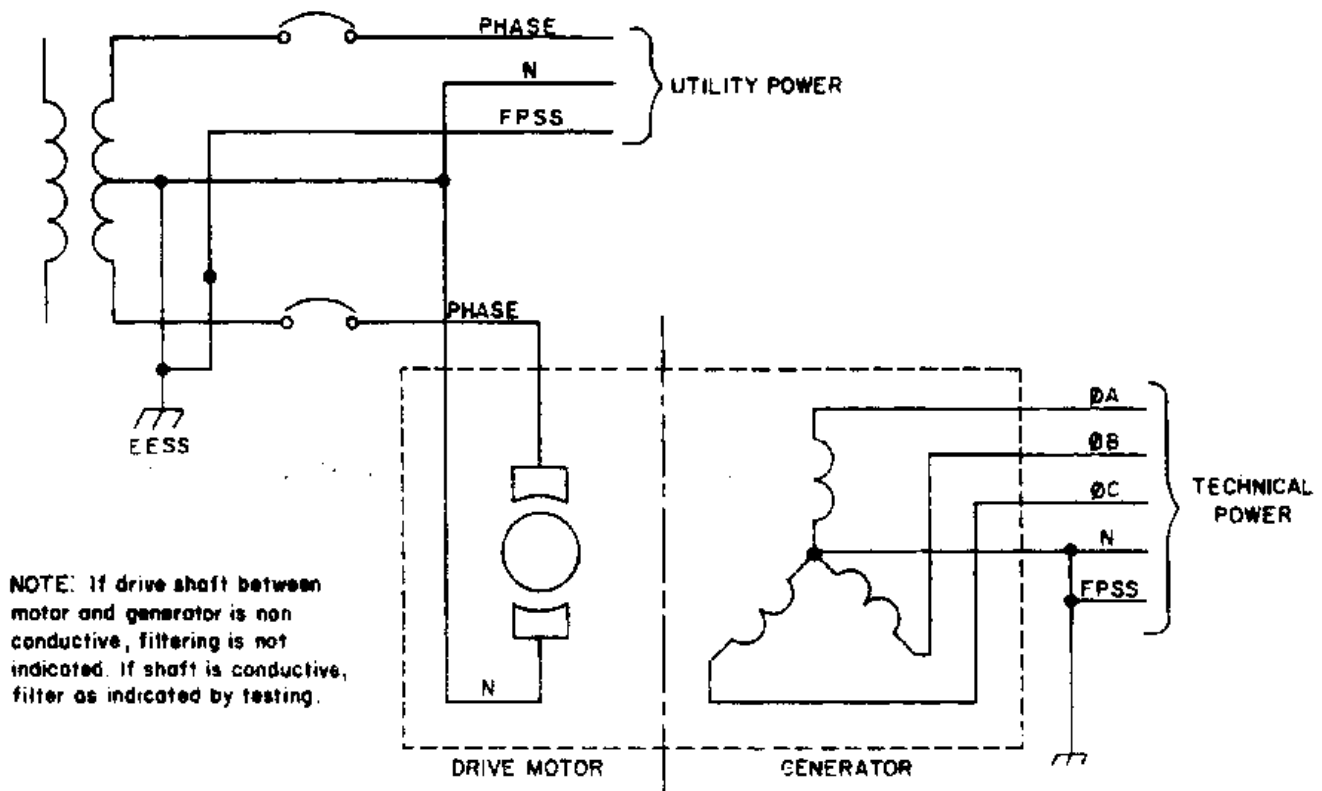 PHASE
N
FPSS
UTILITY POWER
PHASE
EESS
ØA
ØB
ØC
N
FPSS
TECHNICAL
POWER
NOTE: If drive shaft between
motor and generator is non
conductive, filtering is not
indicated. If shaft is conductive,
filter as indicated by testing.
N
DRIVE MOTOR
GENERATOR